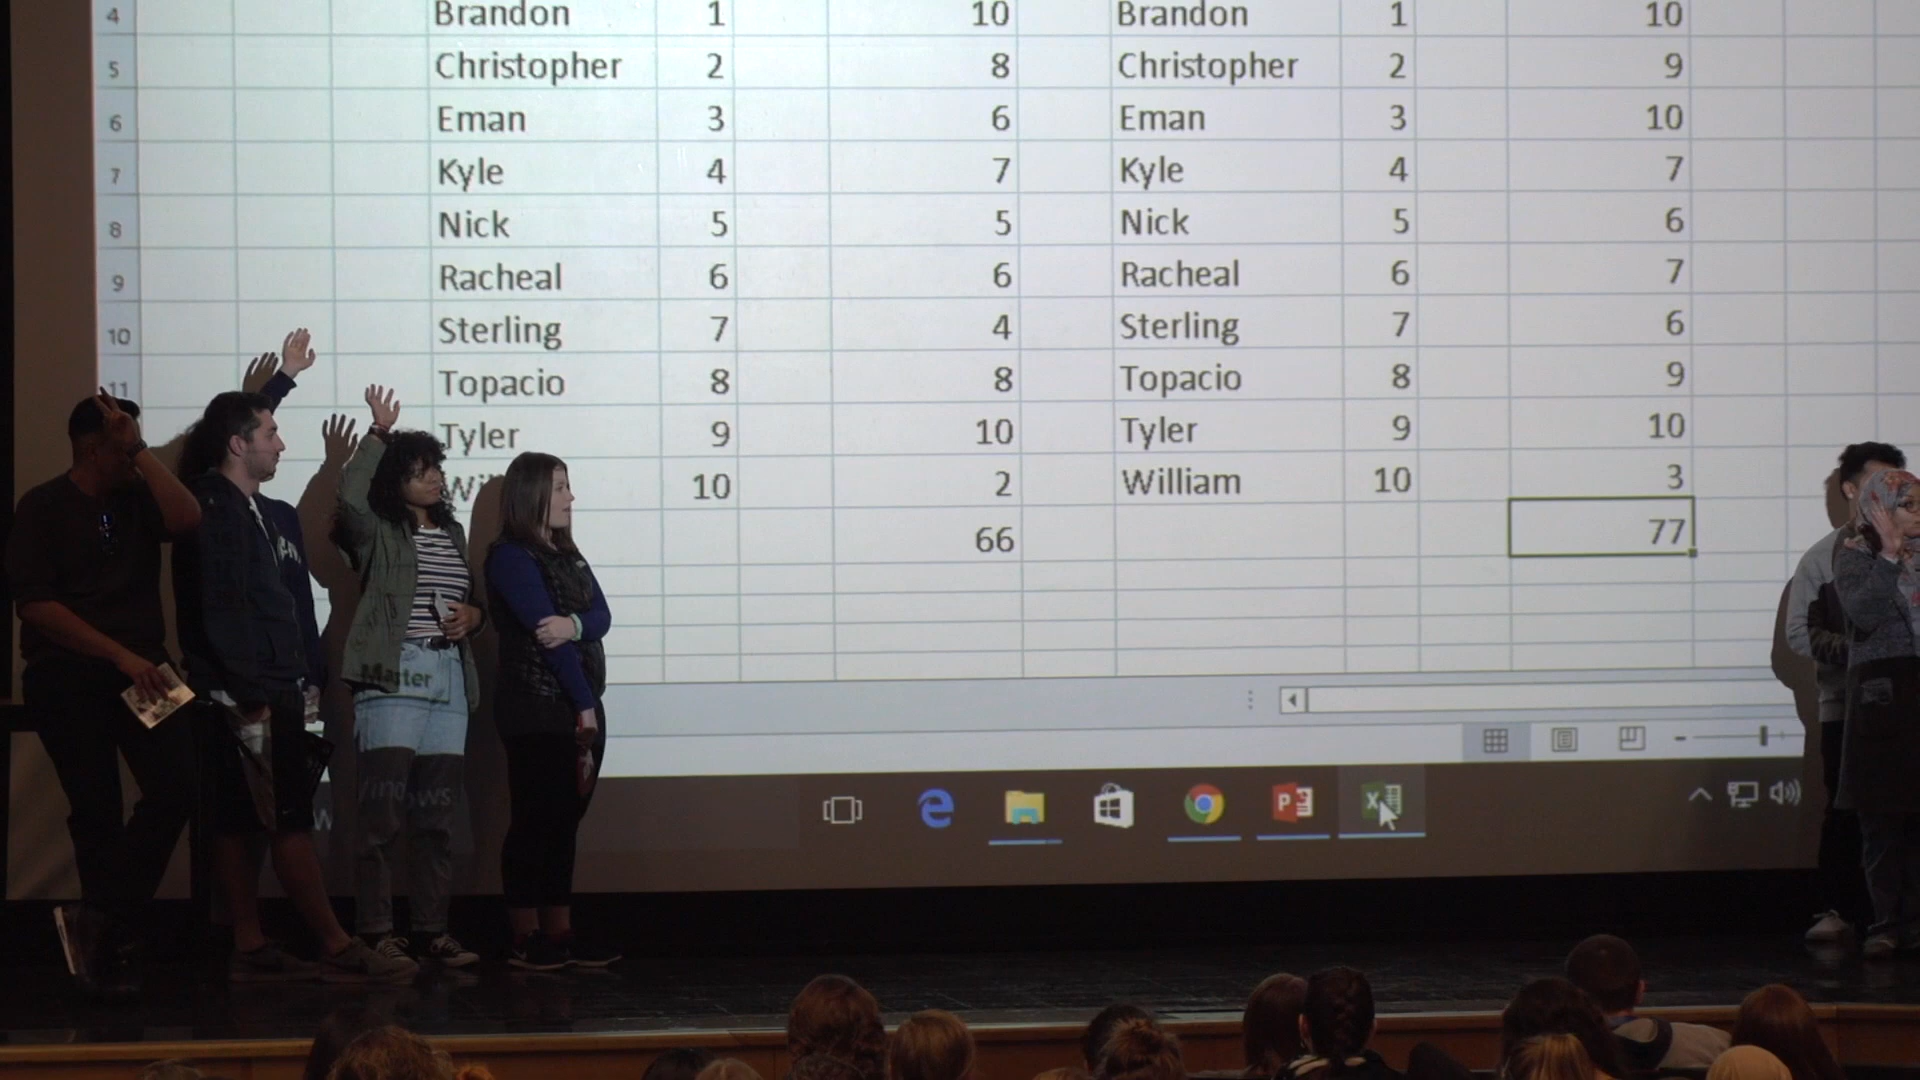 4 Brandon 1 10 Brandon 1 10
5 Christopher 2 8 Christopher 2 9
6 Eman 3 6 Eman 3 10
7 Kyle 4 7 Kyle 4 7
8 Nick 5 5 Nick 5 6
9 Racheal 6 6 Racheal 6 7
10 Sterling 7 4 Sterling 7 6
11 Topacio 8 8 Topacio 8 9
Tyler 9 10 Tyler 9 10
10 2 William 10 3
66 77